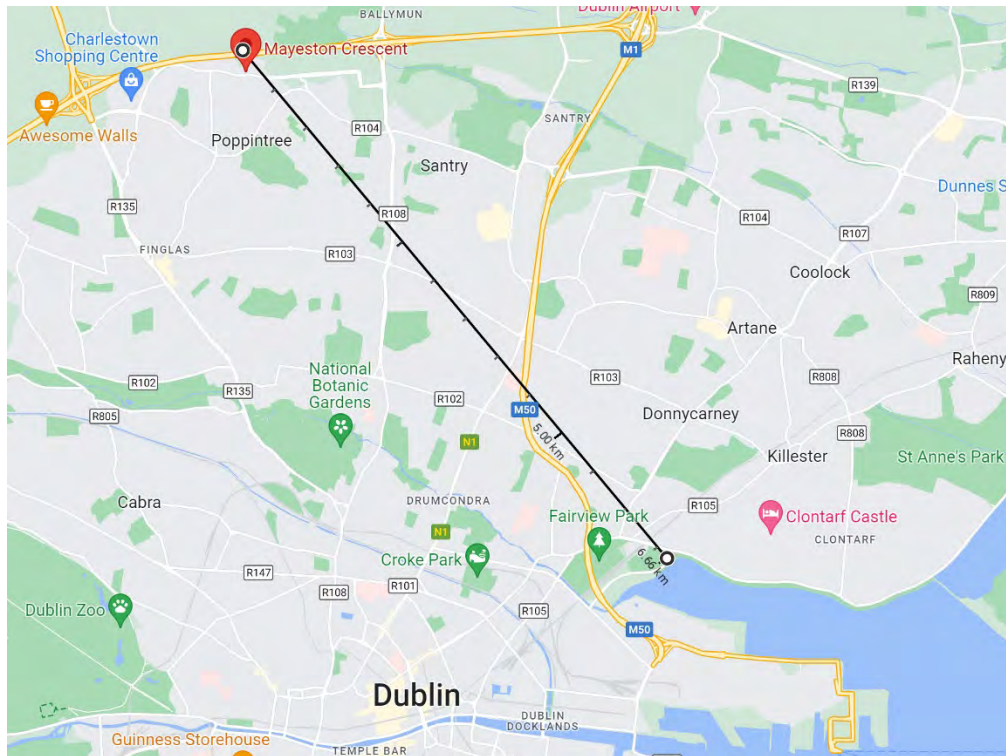 BALLYMUN
Dublin Airport
Charlestown
Shopping Centre
Mayeston Crescent
M1
R139
Awesome Walls
Poppintree
R104
SANTRY
Santry
Dunnes S
R135
R108
R104
R107
FINGLAS
R103
Coolock
R809
Artane
Raheny
National
Botanic
Gardens
R102
R135
R102
R103
R808
R805
M50
Donnycarney
5.00 km
N1
R808
Killester
St Anne's Park
Cabra
DRUMCONDRA
R105
Fairview Park
Clontarf Castle
N1
CLONTARF
Croke Park
6.66 km
R147
R101
R108
Dublin Zoo
R105
M50
Dublin
DUBLIN
DOCKLANDS
Guinness Storehouse
TEMPLE BAR